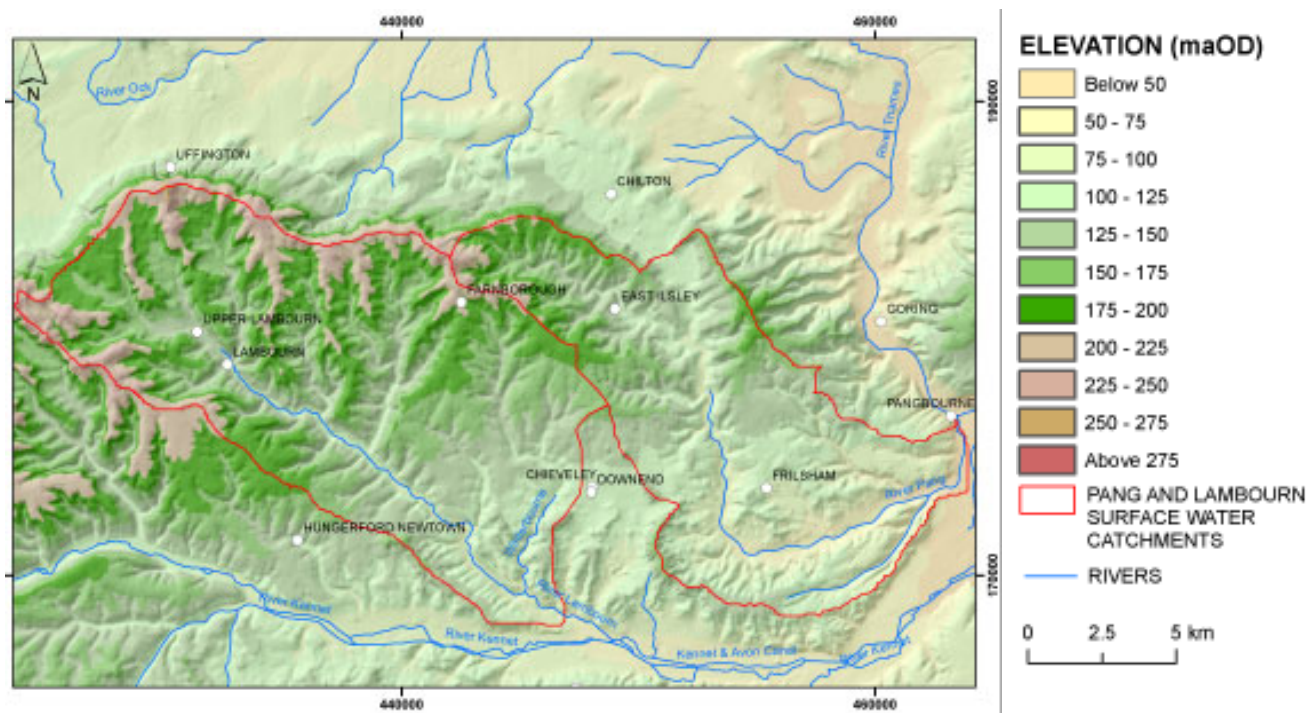 440000
460000
ELEVATION (maOD)
Below 50
50 - 75
75 - 100
100 - 125
125 - 150
150 - 175
175 - 200
200 - 225
225 - 250
250 - 275
Above 275
PANG AND LAMBOURN
SURFACE WATER
CATCHMENTS
RIVERS
0 2.5 5 km
N
River Ock
River Thames
190000
UFFINGTON
CHILTON
FARNBOROUGH
EAST ILSLEY
GORING
UPPER LAMBOURN
LAMBOURN
PANGBOURNE
CHIEVELEY
DOWNEND
FRILSHAM
River Pang
HUNGERFORD NEWTOWN
170000
River Lambourn
River Kennet
River Kennet
Kennet & Avon Canal
River Kennet
440000
460000